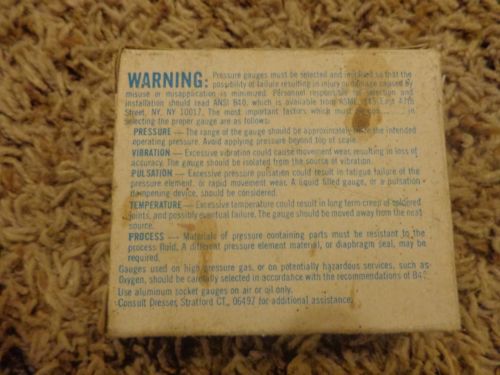 WARNING: Pressure gauges must be selected and installed so that the
possibility of failure resulting in injury or damage caused by
misuse or misapplication is minimized. Personnel responsible for selection and
installation should read ANSI B40, which is available from ASME, 345 East 47th
Street, NY, NY 10017. The most important factors which must in
selecting the proper gauge are as follows:
PRESSURE — The range of the gauge should be approximately twice the intended
operating pressure. Avoid applying pressure beyond top of scale.
VIBRATION — Excessive vibration could cause movement wear, resulting in loss of
accuracy. The gauge should be isolated from the source of vibration.
PULSATION — Excessive pressure pulsation could result in fatigue failure of the
pressure element, or rapid movement wear. A liquid filled gauge, or a pulsation
dampening device, should be considered.
TEMPERATURE — Excessive temperature could result in long term creep of soldered
joints, and possibly eventual failure. The gauge should be moved away from the heat
source.
PROCESS — Materials of pressure containing parts must be resistant to the
process fluid. A different pressure element material, or diaphragm seal, may be
required.
Gauges used on high pressure gas, or on potentially hazardous services, such as
Oxygen, should be carefully selected in accordance with the recommendations of B40.
Use aluminum socket gauges on air or oil only.
Consult Dresser, Stratford CT., 06497 for additional assistance.